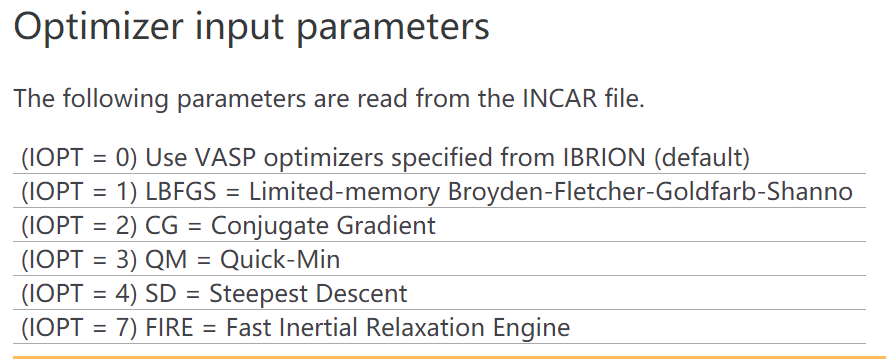 Optimizer input parameters
The following parameters are read from the INCAR file.
(IOPT = 0) Use VASP optimizers specified from IBRION (default)
(IOPT = 1) LBFGS = Limited-memory Broyden-Fletcher-Goldfarb-Shanno
(IOPT = 2) CG = Conjugate Gradient
(IOPT = 3) QM = Quick-Min
(IOPT = 4) SD = Steepest Descent
(IOPT = 7) FIRE = Fast Inertial Relaxation Engine